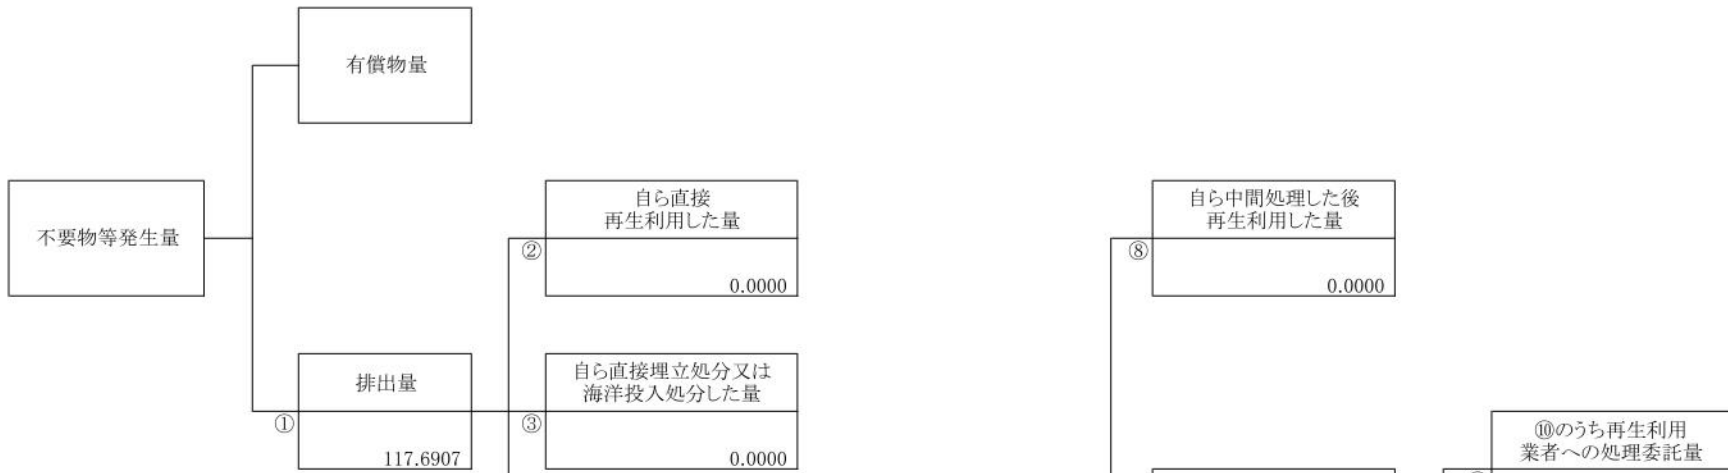 有償物量
不要物等発生量
自ら直接
再生利用した量
②
0.0000
自ら中間処理した後
再生利用した量
⑧
0.0000
排出量
①
117.6907
自ら直接埋立処分又は
海洋投入処分した量
③
0.0000
⑩のうち再生利用
業者への処理委託量